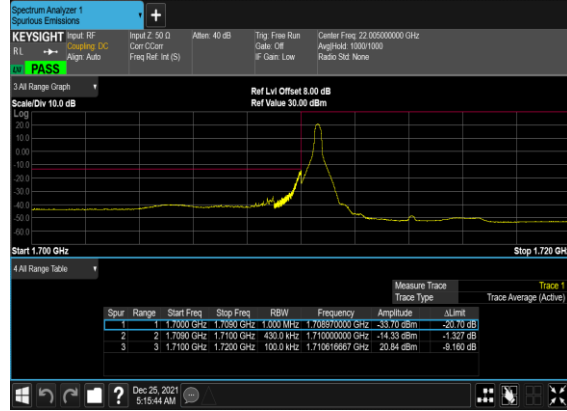 Spectrum Analyzer 1
Spurious Emissions
KEYSIGHT Input: RF Input Z: 50 Ω Atten: 40 dB Trig: Free Run Center Freq: 22.005000000 GHz
RL Coupling: DC Corr CCorr Gate: Off Avg|Hold: 1000/1000
Align: Auto Freq Ref: Int (S) IF Gain: Low Radio Std: None
PASS
3 All Range Graph
Ref Lvl Offset 8.00 dB
Scale/Div 10.0 dB Ref Value 30.00 dBm
Log
20.0
10.0
0.00
-10.0
-20.0
-30.0
-40.0
-50.0
-60.0
Start 1.700 GHz Stop 1.720 GHz
4 All Range Table
Measure Trace Trace 1
Trace Type Trace Average (Active)
Spur Range Start Freq Stop Freq RBW Frequency Amplitude ΔLimit
1 1 1.7000 GHz 1.7090 GHz 1.000 MHz 1.708970000 GHz -33.70 dBm -20.70 dB
2 2 1.7090 GHz 1.7100 GHz 430.0 kHz 1.710000000 GHz -14.33 dBm -1.327 dB
3 3 1.7100 GHz 1.7200 GHz 100.0 kHz 1.710616667 GHz 20.84 dBm -9.160 dB
? Dec 25, 2021
5:15:44 AM